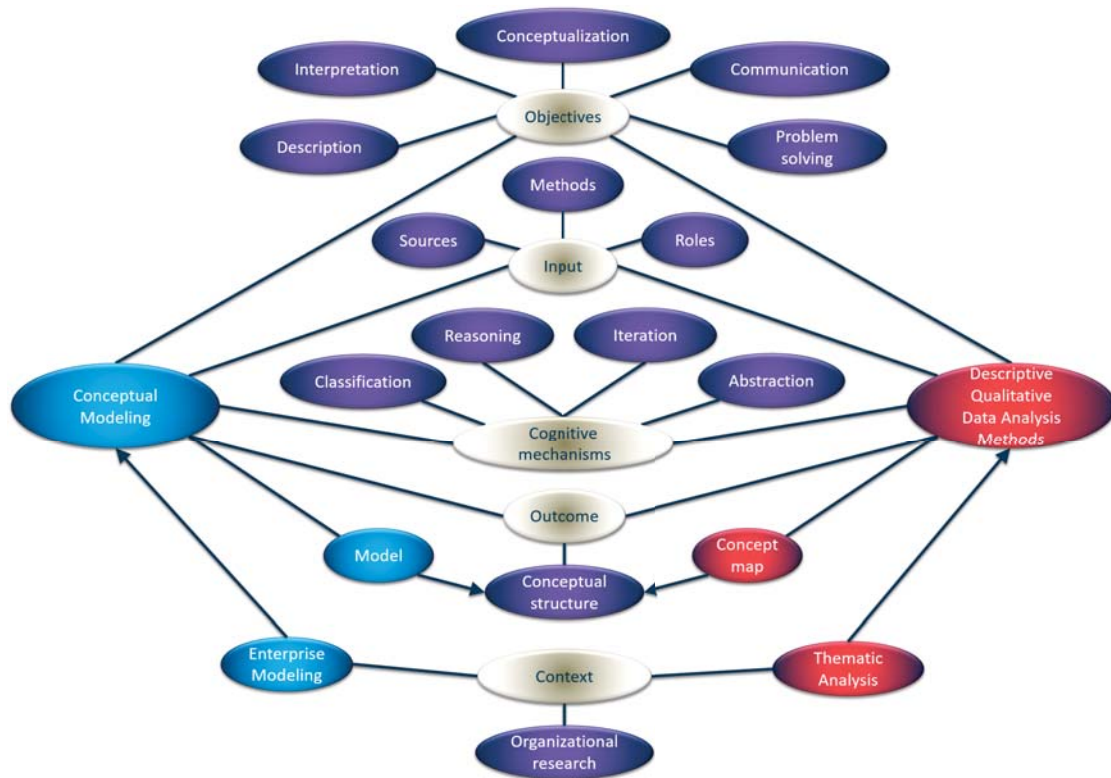 Conceptualization
Interpretation
Communication
Objectives
Description
Problem
solving
Methods
Sources
Roles
Input
Reasoning
Iteration
Classification
Abstraction
Conceptual
Modeling
Descriptive
Qualitative
Data Analysis
Methods
Cognitive
mechanisms
Outcome
Model
Concept
map
Conceptual
structure
Enterprise
Modeling
Context
Thematic
Analysis
Organizational
research